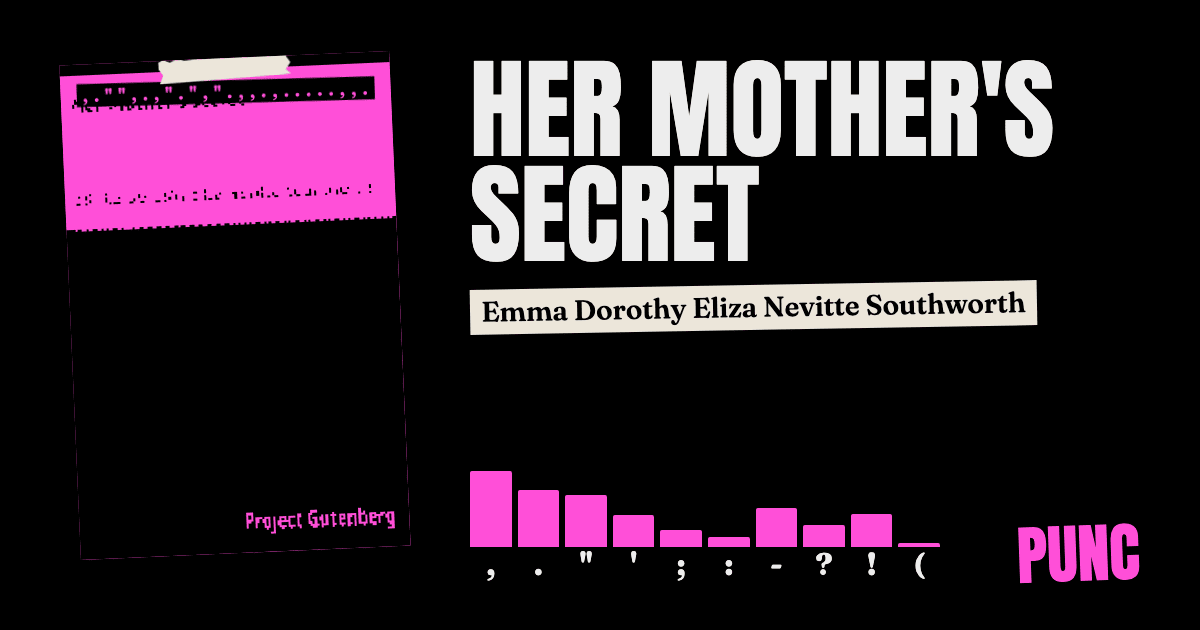 ,."",.,".",".,,.,.....,,.
Project Gutenberg
HER MOTHER'S
SECRET
Emma Dorothy Eliza Nevitte Southworth
, . " ' ; : - ? ! (
PUNC